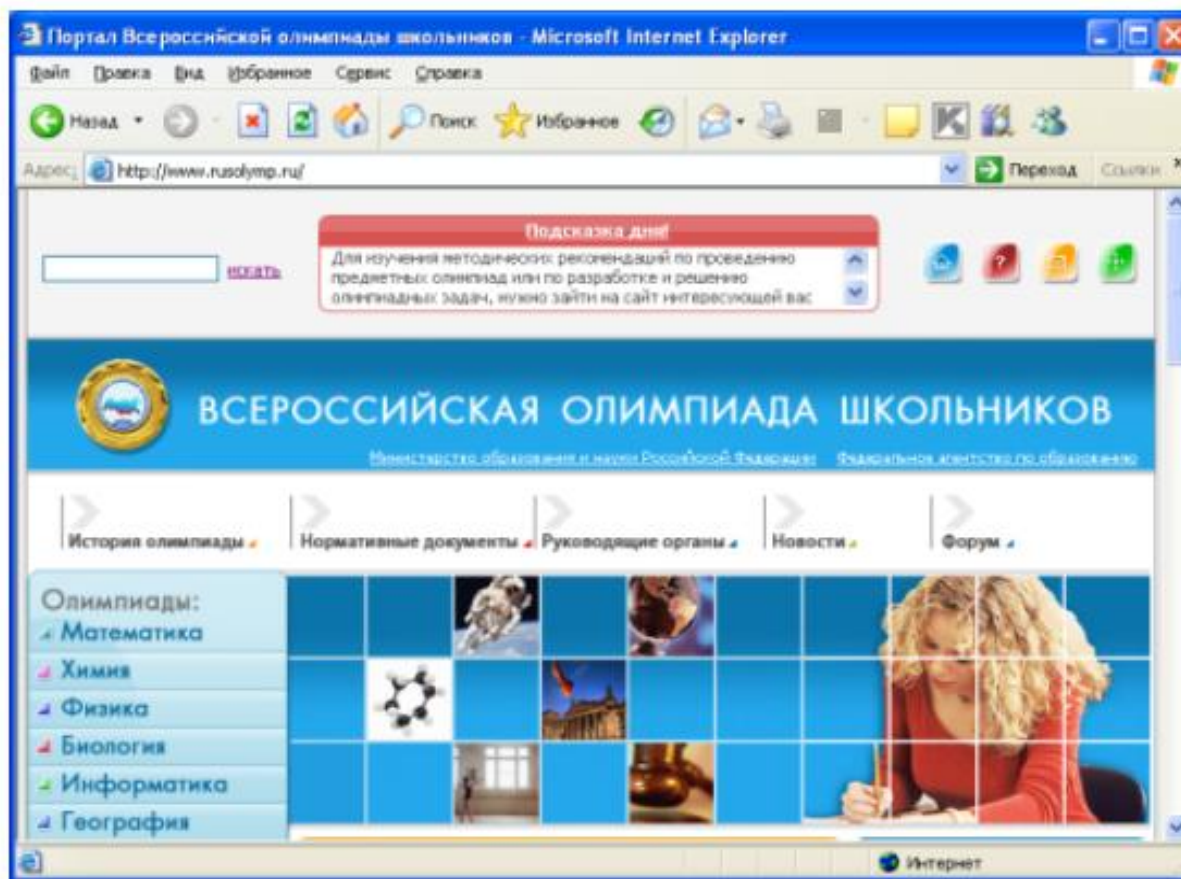 Портал Всероссийской олимпиады школьников - Microsoft Internet Explorer
Файл Правка Вид Избранное Сервис Справка
Назад Поиск Избранное
Адрес: http://www.rusolymp.ru/ Переход Ссылки
Подсказка дня!
искать
Для изучения методических рекомендаций по проведению
предметных олимпиад или по разработке и решению
олимпиадных задач, нужно зайти на сайт интересующей вас
ВСЕРОССИЙСКАЯ ОЛИМПИАДА ШКОЛЬНИКОВ
Министерство образования и науки Российской Федерации Федеральное агентство по образованию
История олимпиады Нормативные документы Руководящие органы Новости Форум
Олимпиады:
Математика
Химия
Физика
Биология
Информатика
География
Интернет